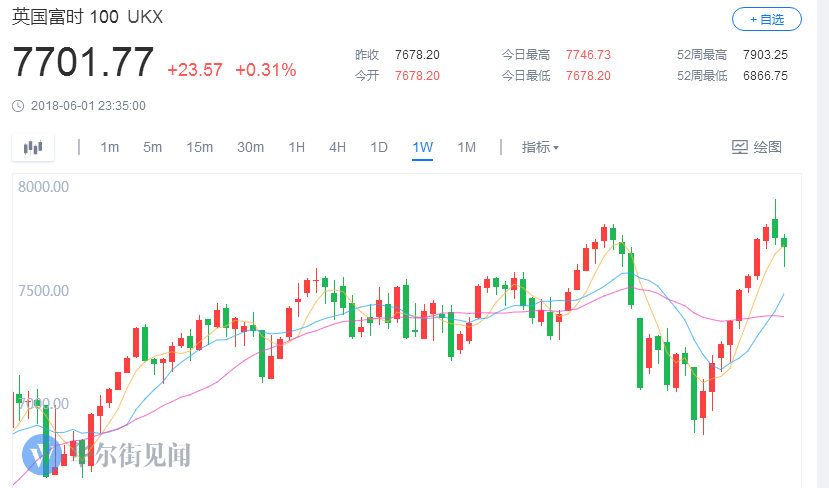 英国富时 100 UKX
+ 自选
7701.77 +23.57 +0.31%
昨收 7678.20 今日最高 7746.73 52周最高 7903.25
今开 7678.20 今日最低 7678.20 52周最低 6866.75
2018-06-01 23:35:00
1m 5m 15m 30m 1H 4H 1D 1W 1M 指标 绘图
8000.00
7500.00
7000.00
华尔街见闻